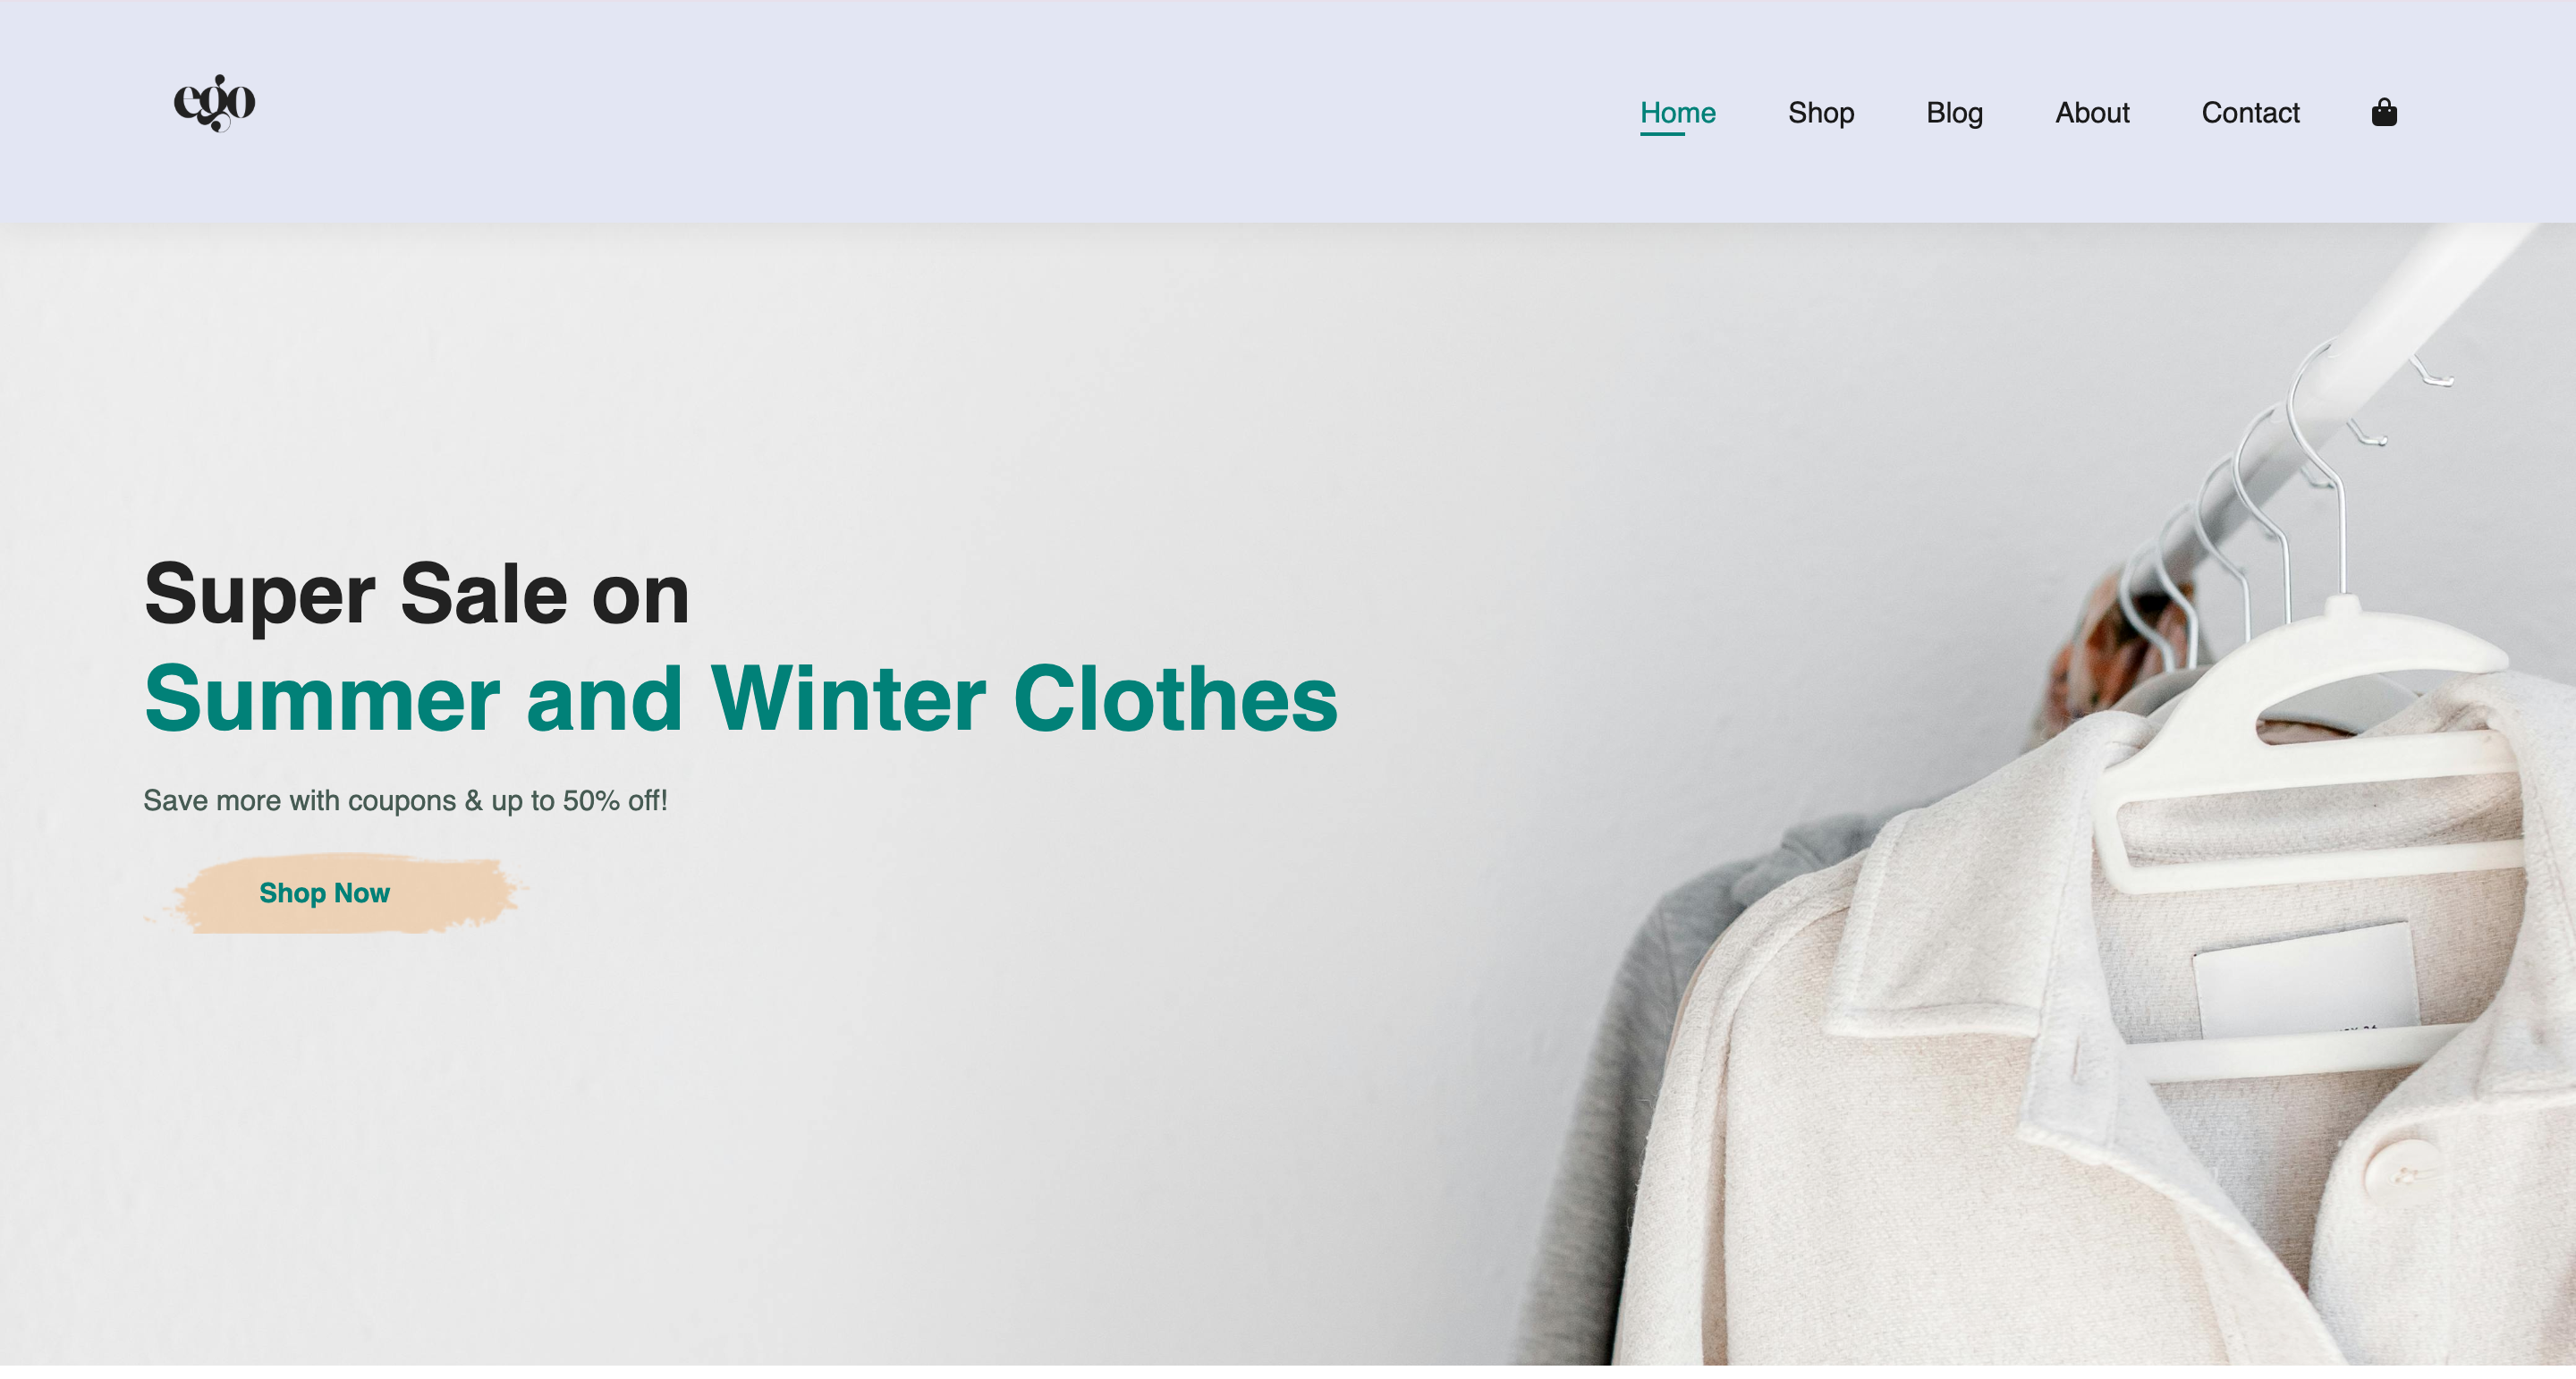 ego
Home Shop Blog About Contact
Super Sale on
Summer and Winter Clothes
Save more with coupons & up to 50% off!
Shop Now